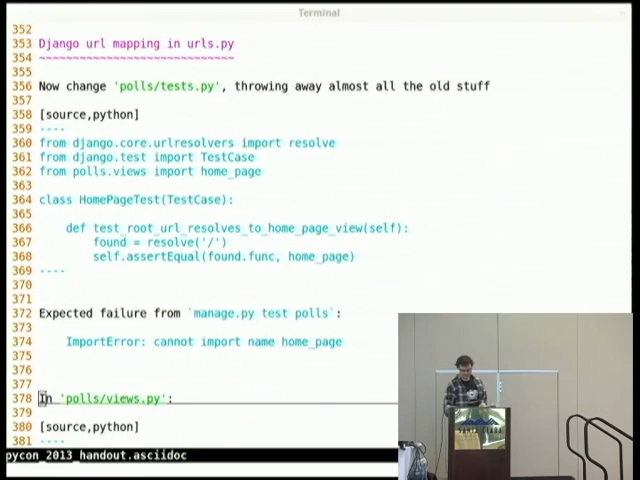 Terminal
352
353 Django url mapping in urls.py
354 ~~~~~~~~~~~~~~~~~~~~~~~~~~~~~
355
356 Now change 'polls/tests.py', throwing away almost all the old stuff
357
358 [source,python]
359 ----
360 from django.core.urlresolvers import resolve
361 from django.test import TestCase
362 from polls.views import home_page
363
364 class HomePageTest(TestCase):
365
366     def test_root_url_resolves_to_home_page_view(self):
367         found = resolve('/')
368         self.assertEqual(found.func, home_page)
369 ----
370
371
372 Expected failure from `manage.py test polls`:
373
374     ImportError: cannot import name home_page
375
376
377
378 In 'polls/views.py':
379
380 [source,python]
381 ----
pycon_2013_handout.asciidoc
SANTA CLARA